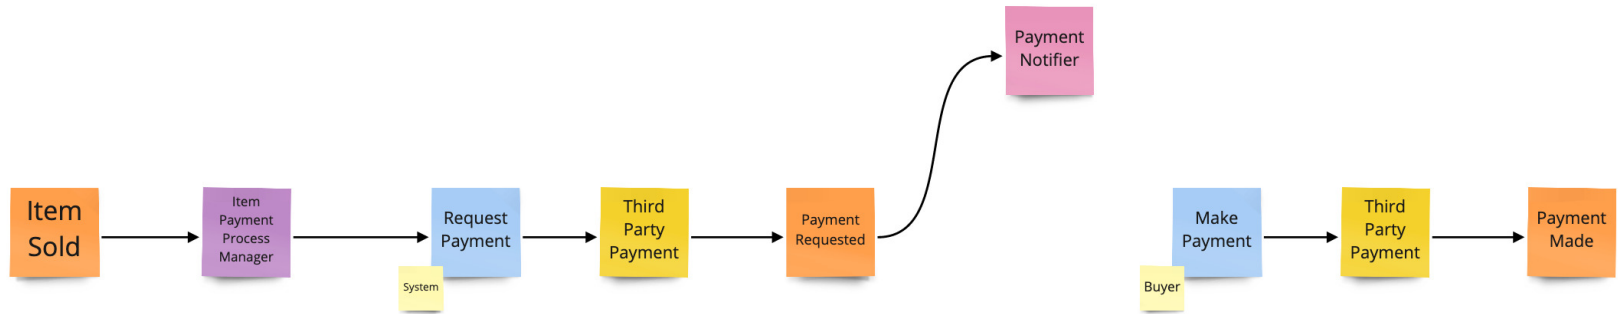 Payment
Notifier
Item
Sold
Item
Payment
Process
Manager
Request
Payment
System
Third
Party
Payment
Payment
Requested
Make
Payment
Buyer
Third
Party
Payment
Payment
Made